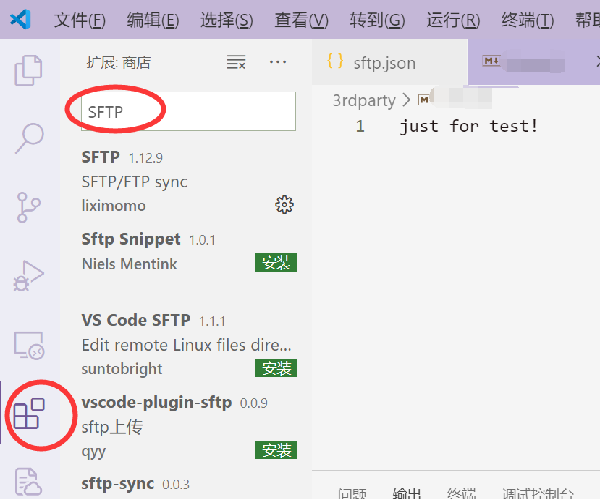 文件(F) 编辑(E) 选择(S) 查看(V) 转到(G) 运行(R) 终端(T) 帮助
扩展: 商店
SFTP
SFTP 1.12.9
SFTP/FTP sync
liximomo
Sftp Snippet 1.0.1
Niels Mentink 安装
VS Code SFTP 1.1.1
Edit remote Linux files dire...
suntobright 安装
vscode-plugin-sftp 0.0.9
sftp上传
qyy 安装
sftp-sync 0.0.3
{} sftp.json
3rdparty >
1 just for test!
问题 输出 终端 调试控制台